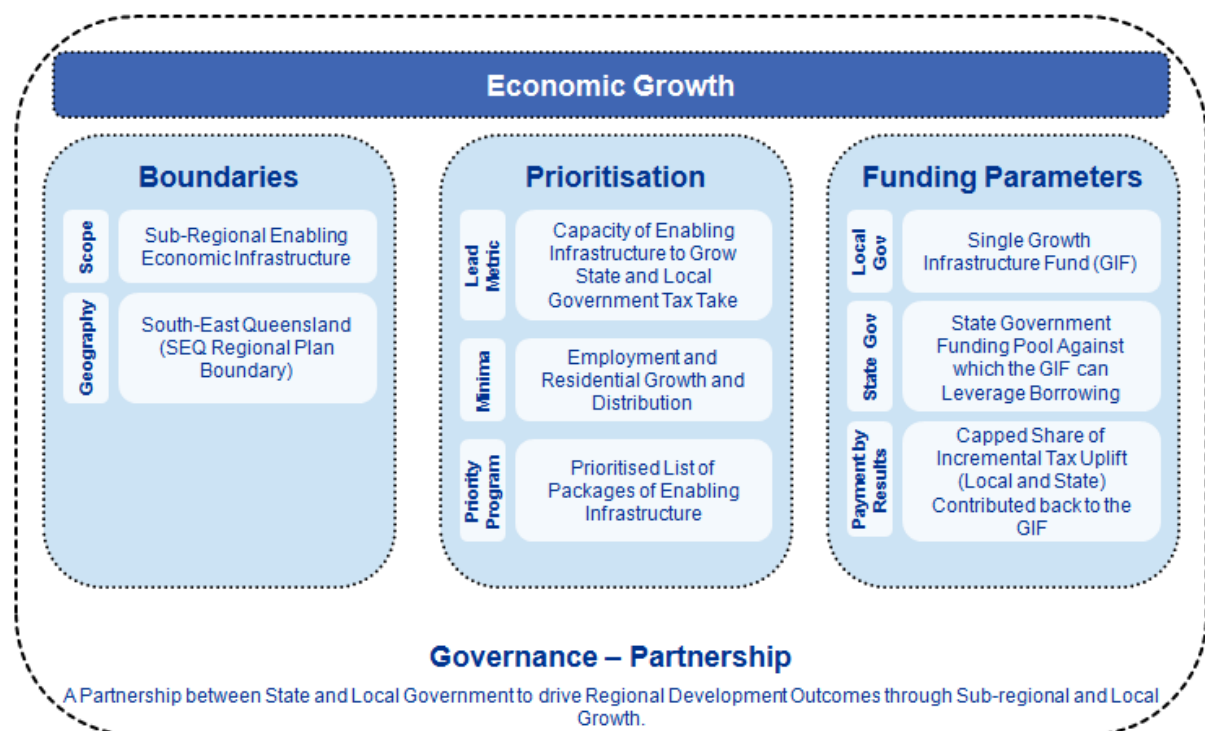 Economic Growth
Boundaries
Scope
Sub-Regional Enabling
Economic Infrastructure
Geography
South-East Queensland
(SEQ Regional Plan
Boundary)
Prioritisation
Lead
Metric
Capacity of Enabling
Infrastructure to Grow
State and Local
Government Tax Take
Minima
Employment and
Residential Growth and
Distribution
Priority
Program
Prioritised List of
Packages of Enabling
Infrastructure
Funding Parameters
Local
Gov
Single Growth
Infrastructure Fund (GIF)
State Gov
State Government
Funding Pool Against
which the GIF can
Leverage Borrowing
Payment by
Results
Capped Share of
Incremental Tax Uplift
(Local and State)
Contributed back to the
GIF
Governance – Partnership
A Partnership between State and Local Government to drive Regional Development Outcomes through Sub-regional and Local
Growth.